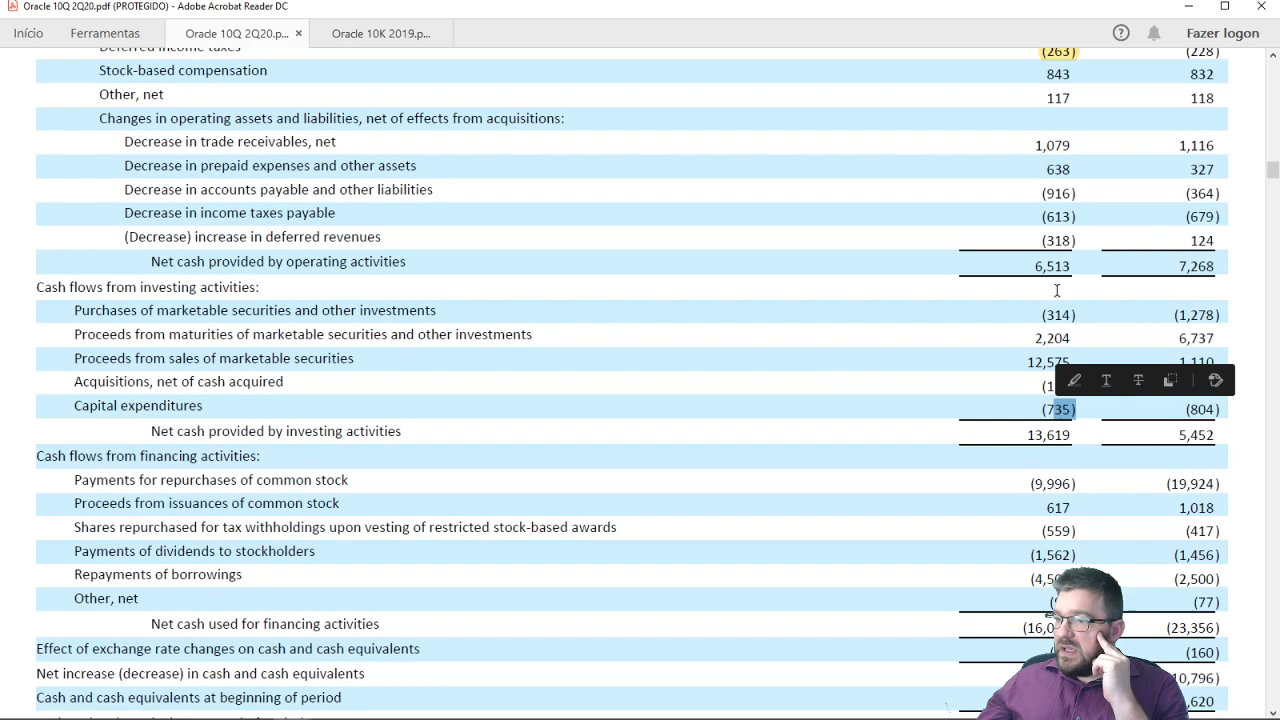 Oracle 10Q 2Q20.pdf (PROTEGIDO) - Adobe Acrobat Reader DC
Início Ferramentas Oracle 10Q 2Q20.p... × Oracle 10K 2019.p... Fazer logon
Deferred income taxes (263) (228)
Stock-based compensation 843 832
Other, net 117 118
Changes in operating assets and liabilities, net of effects from acquisitions:
Decrease in trade receivables, net 1,079 1,116
Decrease in prepaid expenses and other assets 638 327
Decrease in accounts payable and other liabilities (916) (364)
Decrease in income taxes payable (613) (679)
(Decrease) increase in deferred revenues (318) 124
Net cash provided by operating activities 6,513 7,268
Cash flows from investing activities:
Purchases of marketable securities and other investments (314) (1,278)
Proceeds from maturities of marketable securities and other investments 2,204 6,737
Proceeds from sales of marketable securities 12,575 1,110
Acquisitions, net of cash acquired
Capital expenditures (735) (804)
Net cash provided by investing activities 13,619 5,452
Cash flows from financing activities:
Payments for repurchases of common stock (9,996) (19,924)
Proceeds from issuances of common stock 617 1,018
Shares repurchased for tax withholdings upon vesting of restricted stock-based awards (559) (417)
Payments of dividends to stockholders (1,562) (1,456)
Repayments of borrowings (2,500)
Other, net (77)
Net cash used for financing activities (23,356)
Effect of exchange rate changes on cash and cash equivalents (160)
Net increase (decrease) in cash and cash equivalents
Cash and cash equivalents at beginning of period